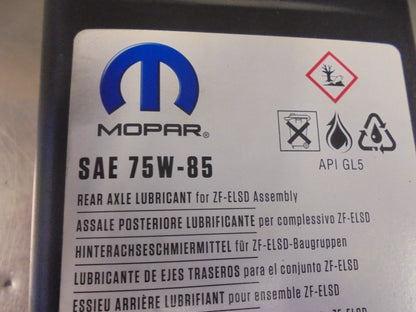 MOPAR®
SAE 75W-85
API GL5
REAR AXLE LUBRICANT for ZF-ELSD Assembly
ASSALE POSTERIORE LUBRIFICANTE per complessivo ZF-ELSD
HINTERACHSESCHMIERMITTEL für ZF-ELSD-Baugruppen
LUBRICANTE DE EJES TRASEROS para el conjunto ZF-ELSD
ESSIEU ARRIÈRE LUBRIFIANT pour ensemble ZF-ELSD